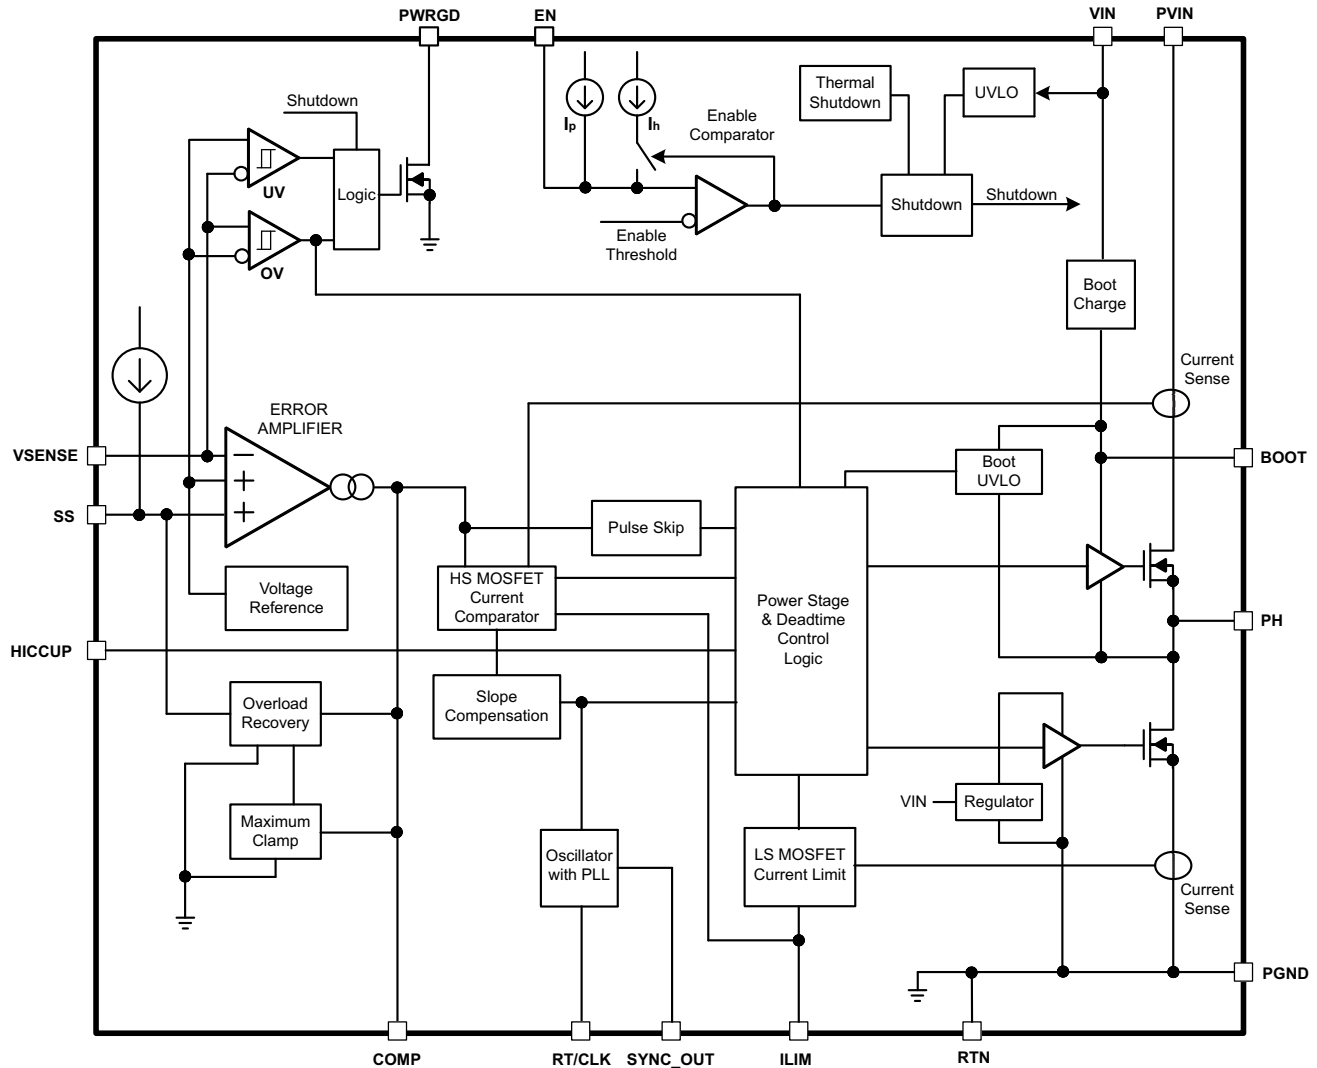 PWRGD
EN
VIN
PVIN
Shutdown
Thermal
Shutdown
UVLO
Ip
Ih
Enable
Comparator
UV
Logic
OV
Enable
Threshold
Shutdown
Shutdown
Boot
Charge
Current
Sense
ERROR
AMPLIFIER
VSENSE
SS
−
+
+
BOOT
Boot
UVLO
Pulse Skip
Voltage
Reference
HS MOSFET
Current
Comparator
Power Stage
& Deadtime
Control
Logic
PH
HICCUP
Overload
Recovery
Slope
Compensation
VIN
Regulator
Maximum
Clamp
Oscillator
with PLL
LS MOSFET
Current Limit
Current
Sense
PGND
COMP
RT/CLK
SYNC_OUT
ILIM
RTN